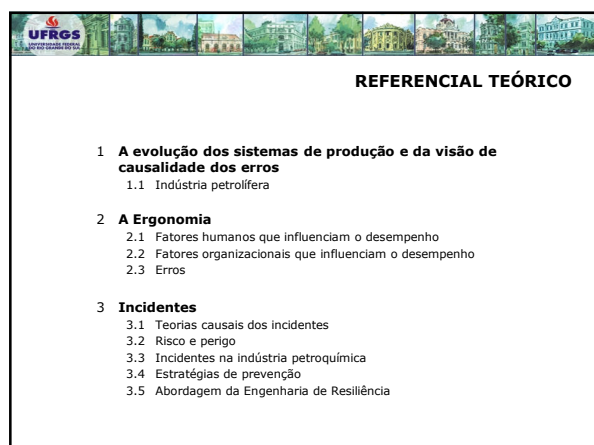 UFRGS
UNIVERSIDADE FEDERAL
DO RIO GRANDE DO SUL
REFERENCIAL TEÓRICO
1 A evolução dos sistemas de produção e da visão de
causalidade dos erros
1.1 Indústria petrolífera
2 A Ergonomia
2.1 Fatores humanos que influenciam o desempenho
2.2 Fatores organizacionais que influenciam o desempenho
2.3 Erros
3 Incidentes
3.1 Teorias causais dos incidentes
3.2 Risco e perigo
3.3 Incidentes na indústria petroquímica
3.4 Estratégias de prevenção
3.5 Abordagem da Engenharia de Resiliência